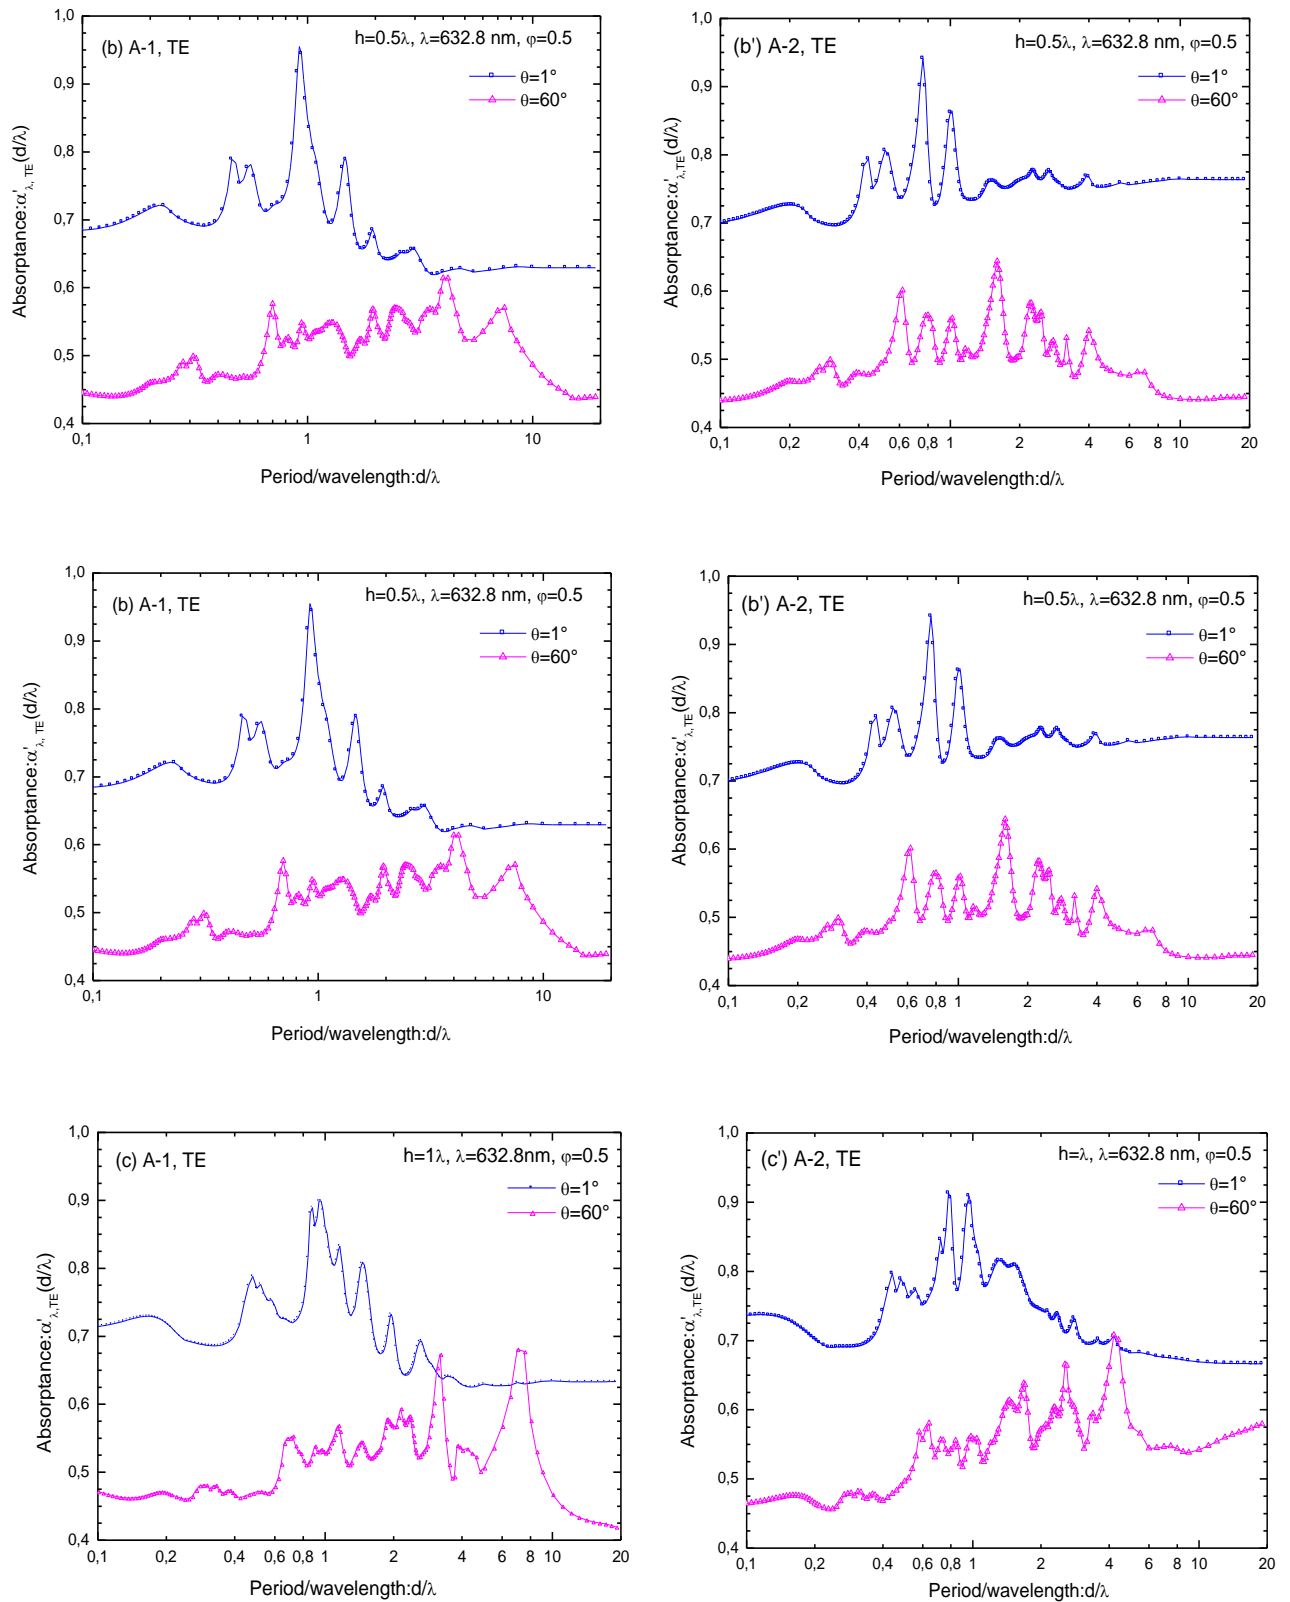 (b) A-1, TE
h=0.5λ, λ=632.8 nm, φ=0.5
θ=1°
θ=60°
1,0
0,9
0,8
0,7
0,6
0,5
0,4
0,1 1 10
Absorptance:α'λ, TE(d/λ)
Period/wavelength:d/λ
(b') A-2, TE
h=0.5λ, λ=632.8 nm, φ=0.5
θ=1°
θ=60°
1,0
0,9
0,8
0,7
0,6
0,5
0,4
0,1 0,2 0,4 0,6 0,8 1 2 4 6 8 10 20
Absorptance:α'λ, TE(d/λ)
Period/wavelength:d/λ
(b) A-1, TE
h=0.5λ, λ=632.8 nm, φ=0.5
θ=1°
θ=60°
1,0
0,9
0,8
0,7
0,6
0,5
0,4
0,1 1 10
Absorptance:α'λ, TE(d/λ)
Period/wavelength:d/λ
(b') A-2, TE
h=0.5λ, λ=632.8 nm, φ=0.5
θ=1°
θ=60°
1,0
0,9
0,8
0,7
0,6
0,5
0,4
0,1 0,2 0,4 0,6 0,8 1 2 4 6 8 10 20
Absorptance:α'λ, TE(d/λ)
Period/wavelength:d/λ
(c) A-1, TE
h=1λ, λ=632.8nm, φ=0.5
θ=1°
θ=60°
1,0
0,9
0,8
0,7
0,6
0,5
0,4
0,1 0,2 0,4 0,6 0,8 1 2 4 6 8 10 20
Absorptance:α'λ,TE(d/λ)
Period/wavelength:d/λ
(c') A-2, TE
h=λ, λ=632.8 nm, φ=0.5
θ=1°
θ=60°
1,0
0,9
0,8
0,7
0,6
0,5
0,4
0,1 0,2 0,4 0,6 0,8 1 2 4 6 8 10 20
Absorptance:α'λ,TE(d/λ)
Period/wavelength:d/λ